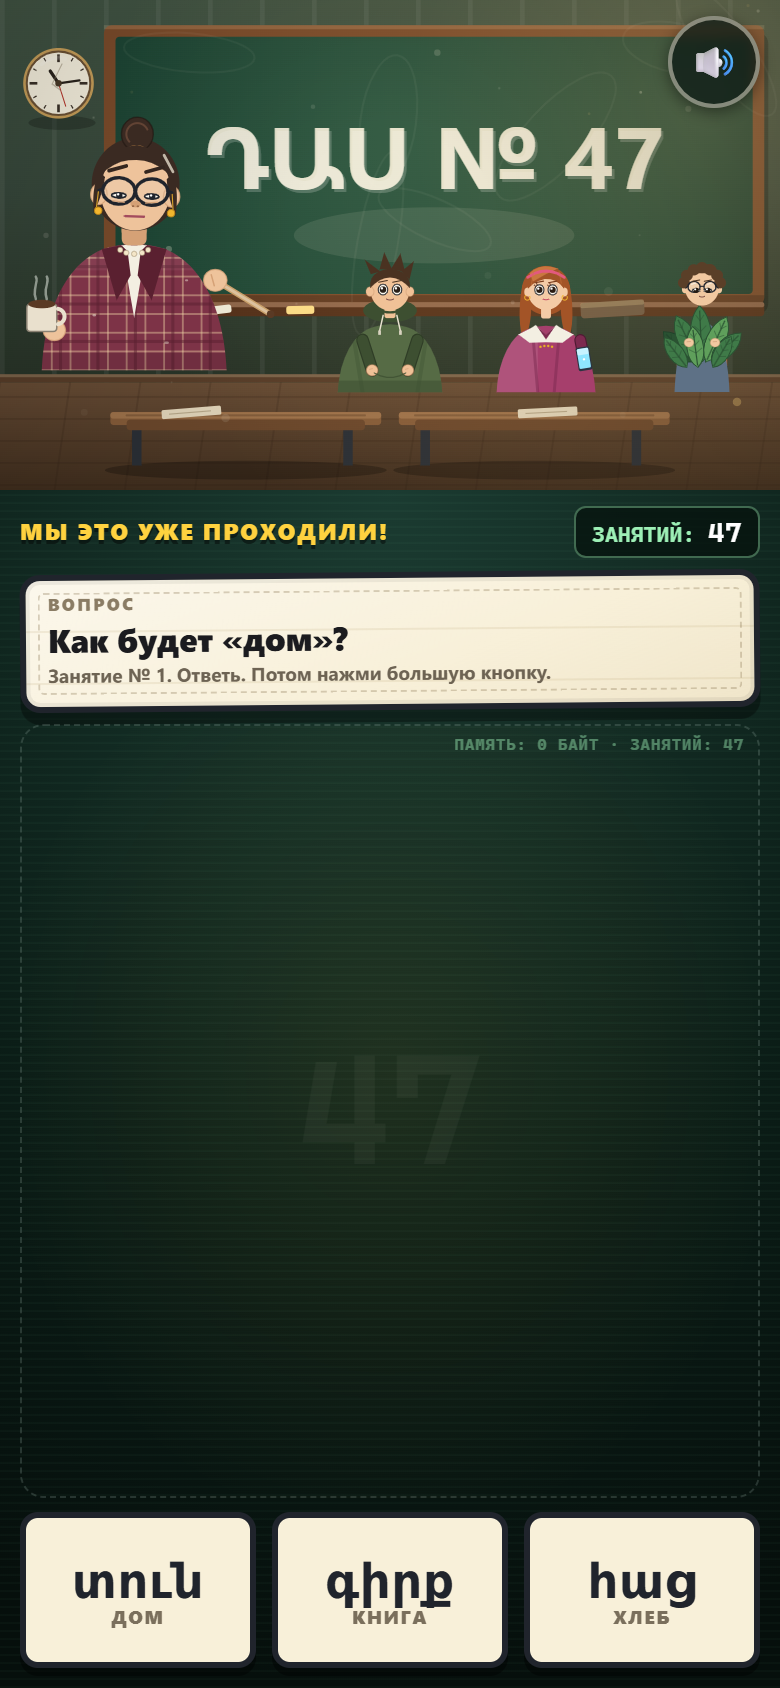 ԴԱՍ № 47
МЫ ЭТО УЖЕ ПРОХОДИЛИ!
ЗАНЯТИЙ: 47
ВОПРОС
Как будет «дом»?
Занятие № 1. Ответь. Потом нажми большую кнопку.
ПАМЯТЬ: 0 БАЙТ · ЗАНЯТИЙ: 47
47
տուն
ДОМ
գիրք
КНИГА
հաց
ХЛЕБ